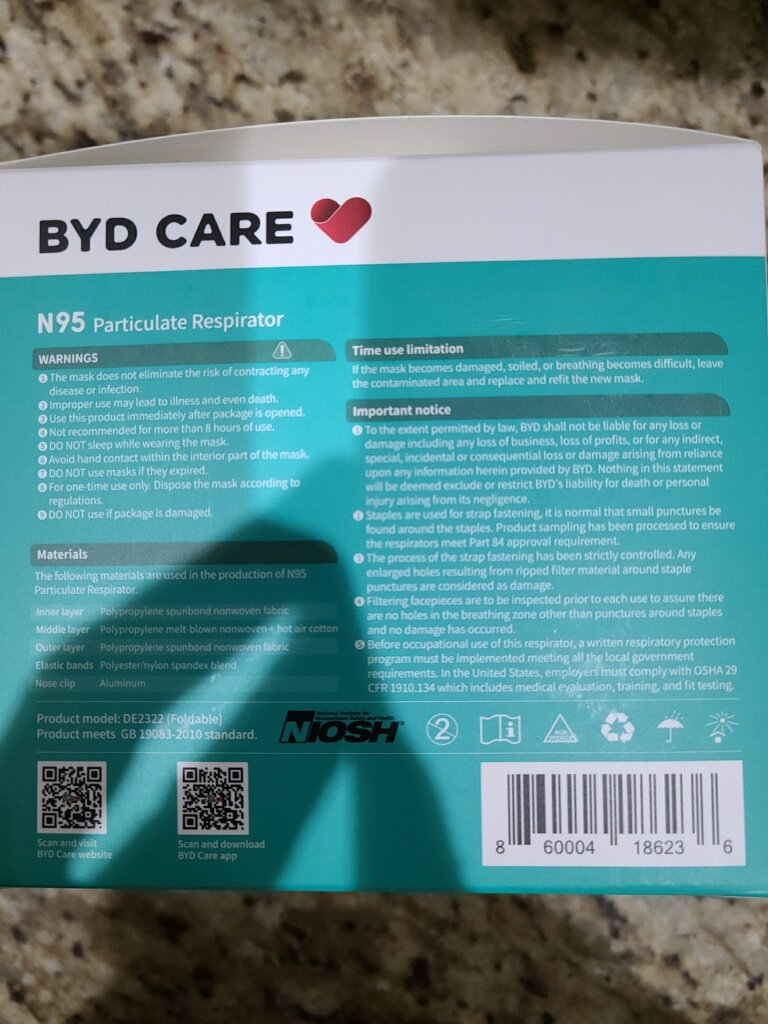 BYD CARE
N95 Particulate Respirator
WARNINGS
1 The mask does not eliminate the risk of contracting any
disease or infection.
2 Improper use may lead to illness and even death.
3 Use this product immediately after package is opened.
4 Not recommended for more than 8 hours of use.
5 DO NOT sleep while wearing the mask.
6 Avoid hand contact within the interior part of the mask.
7 DO NOT use masks if they expired.
8 For one-time use only. Dispose the mask according to
regulations.
9 DO NOT use if package is damaged.
Materials
The following materials are used in the production of N95
Particulate Respirator.
Inner layer Polypropylene spunbond nonwoven fabric
Middle layer Polypropylene melt-blown nonwoven + hot air cotton
Outer layer Polypropylene spunbond nonwoven fabric
Elastic bands Polyester/nylon spandex blend
Nose clip Aluminum
Time use limitation
If the mask becomes damaged, soiled, or breathing becomes difficult, leave
the contaminated area and replace and refit the new mask.
Important notice
1 To the extent permitted by law, BYD shall not be liable for any loss or
damage including any loss of business, loss of profits, or for any indirect,
special, incidental or consequential loss or damage arising from reliance
upon any information herein provided by BYD. Nothing in this statement
will be deemed exclude or restrict BYD's liability for death or personal
injury arising from its negligence.
2 Staples are used for strap fastening, it is normal that small punctures be
found around the staples. Product sampling has been processed to ensure
the respirators meet Part 84 approval requirement.
3 The process of the strap fastening has been strictly controlled. Any
enlarged holes resulting from ripped filter material around staple
punctures are considered as damage.
4 Filtering facepieces are to be inspected prior to each use to assure there
are no holes in the breathing zone other than punctures around staples
and no damage has occurred.
5 Before occupational use of this respirator, a written respiratory protection
program must be implemented meeting all the local government
requirements. In the United States, employers must comply with OSHA 29
CFR 1910.134 which includes medical evaluation, training, and fit testing.
Product model: DE2322 (Foldable)
Product meets GB 19083-2010 standard.
National Institute for
Occupational Safety and Health
NIOSH®
2
Scan and visit
BYD Care website
Scan and download
BYD Care app
8 60004 18623 6